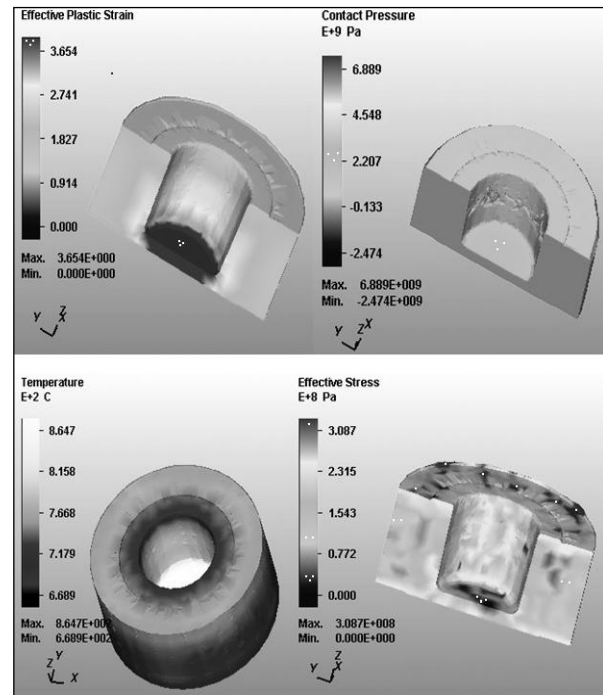 Effective Plastic Strain
3.654
2.741
1.827
0.914
0.000
Max. 3.654E+000
Min. 0.000E+000
Z
Y X
Contact Pressure
E+9 Pa
6.889
4.548
2.207
-0.133
-2.474
Max. 6.889E+009
Min. -2.474E+009
Z X
Y
Temperature
E+2 C
8.647
8.158
7.668
7.179
6.689
Max. 8.647E+002
Min. 6.689E+002
Y
Z X
Effective Stress
E+8 Pa
3.087
2.315
1.543
0.772
0.000
Max. 3.087E+008
Min. 0.000E+000
Z
Y X